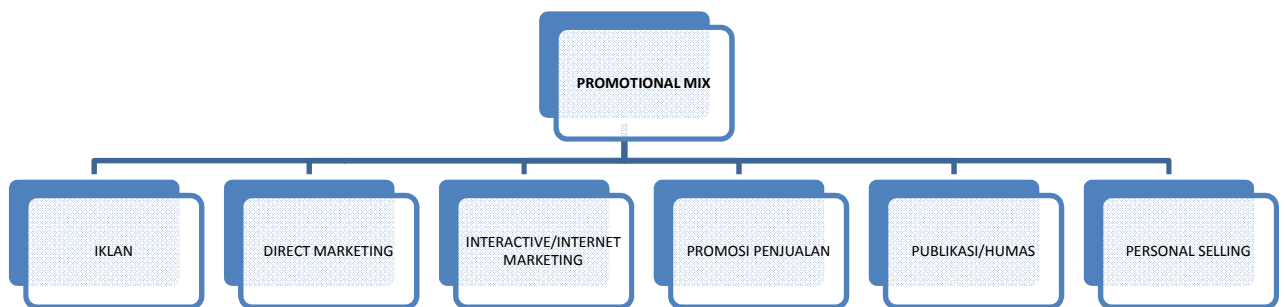 PROMOTIONAL MIX
IKLAN
DIRECT MARKETING
INTERACTIVE/INTERNET
MARKETING
PROMOSI PENJUALAN
PUBLIKASI/HUMAS
PERSONAL SELLING